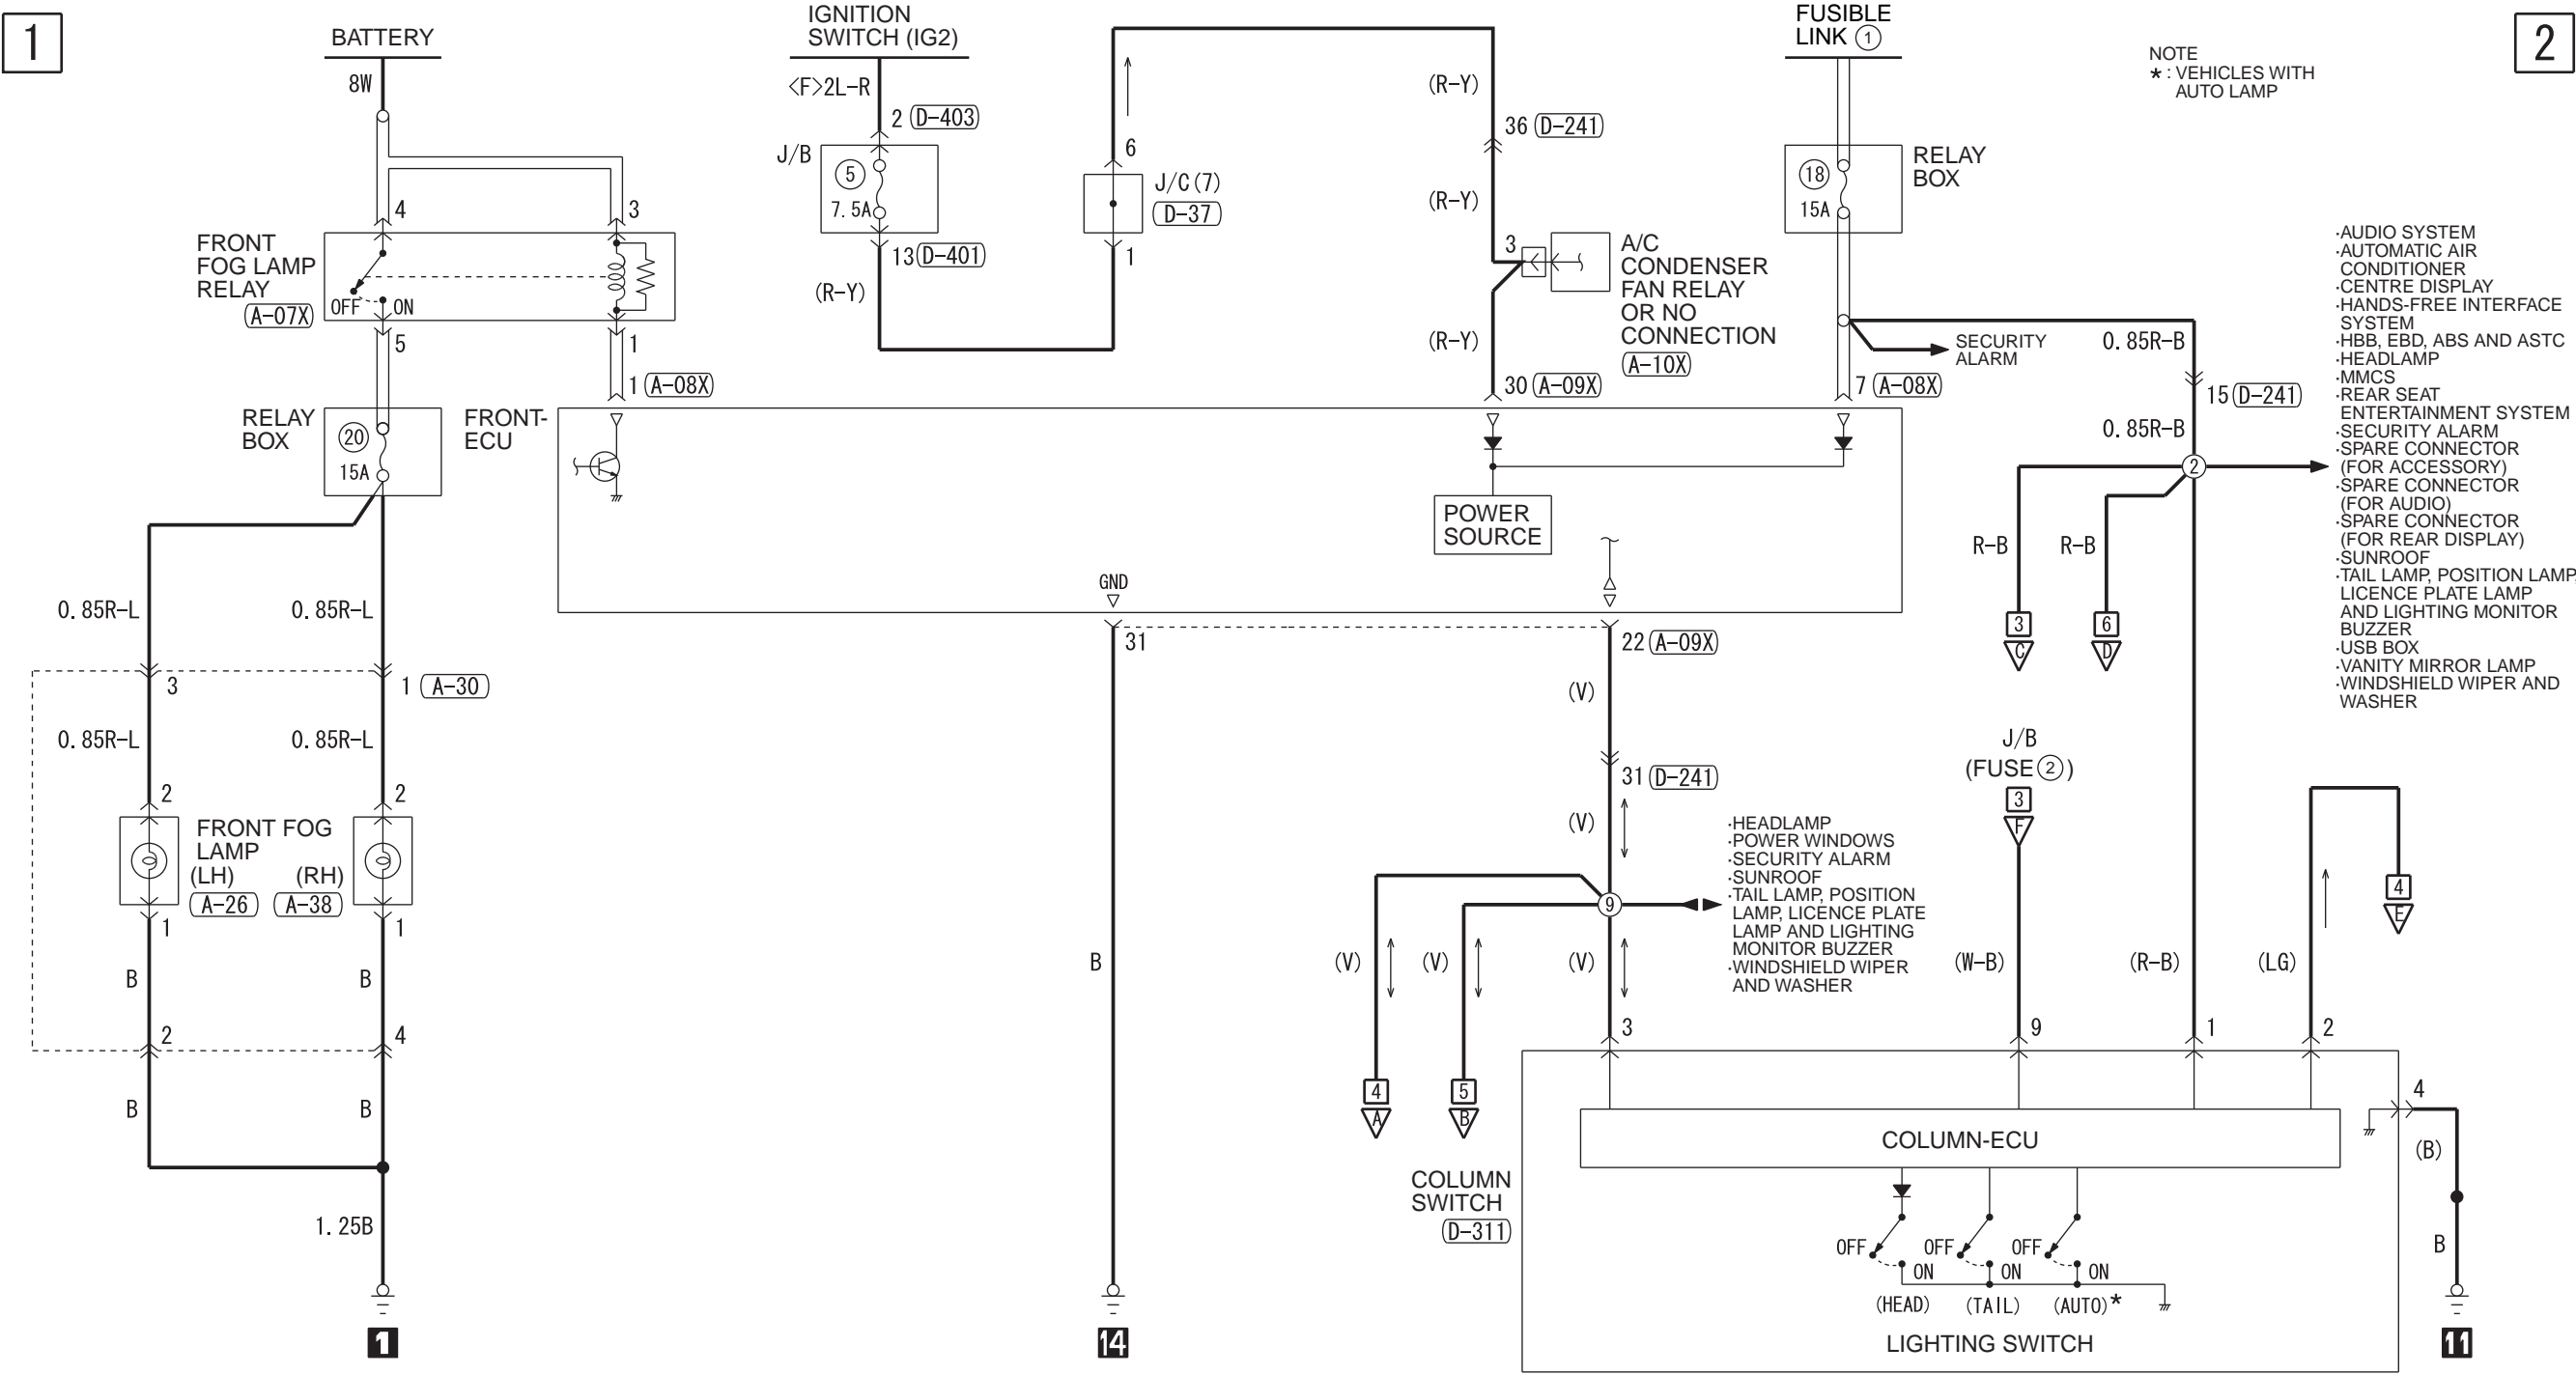 1
BATTERY
8W
IGNITION
SWITCH (IG2)
<F>2L-R
2 (D-403)
J/B
5
7.5A
13 (D-401)
(R-Y)
6
J/C(7)
D-37
1
(R-Y)
36 (D-241)
(R-Y)
3
A/C
CONDENSER
FAN RELAY
OR NO
CONNECTION
A-10X
(R-Y)
30 (A-09X)
FUSIBLE
LINK 1
RELAY
BOX
18
15A
SECURITY
ALARM
7 (A-08X)
NOTE
* : VEHICLES WITH
AUTO LAMP
2
0.85R-B
15 (D-241)
0.85R-B
2
·AUDIO SYSTEM
·AUTOMATIC AIR
CONDITIONER
·CENTRE DISPLAY
·HANDS-FREE INTERFACE
SYSTEM
·HBB, EBD, ABS AND ASTC
·HEADLAMP
·MMCS
·REAR SEAT
ENTERTAINMENT SYSTEM
·SECURITY ALARM
·SPARE CONNECTOR
(FOR ACCESSORY)
·SPARE CONNECTOR
(FOR AUDIO)
·SPARE CONNECTOR
(FOR REAR DISPLAY)
·SUNROOF
·TAIL LAMP, POSITION LAMP,
LICENCE PLATE LAMP
AND LIGHTING MONITOR
BUZZER
·USB BOX
·VANITY MIRROR LAMP
·WINDSHIELD WIPER AND
WASHER
4
3
FRONT
FOG LAMP
RELAY
A-07X
OFF
ON
5
1
1 (A-08X)
RELAY
BOX
20
15A
FRONT-
ECU
POWER
SOURCE
GND
31
22 (A-09X)
R-B
R-B
3
C
6
D
0.85R-L
0.85R-L
3
1 (A-30)
0.85R-L
0.85R-L
2
2
FRONT FOG
LAMP
(LH)
(RH)
A-26
A-38
1
1
B
B
2
4
B
B
1.25B
1
B
14
(V)
31 (D-241)
(V)
9
·HEADLAMP
·POWER WINDOWS
·SECURITY ALARM
·SUNROOF
·TAIL LAMP, POSITION
LAMP, LICENCE PLATE
LAMP AND LIGHTING
MONITOR BUZZER
·WINDSHIELD WIPER
AND WASHER
(V)
(V)
(V)
4
A
5
B
3
J/B
(FUSE 2)
3
F
(W-B)
(R-B)
(LG)
4
E
9
1
2
COLUMN
SWITCH
D-311
COLUMN-ECU
OFF
ON
(HEAD)
OFF
ON
(TAIL)
OFF
ON
(AUTO)*
LIGHTING SWITCH
4
(B)
B
11